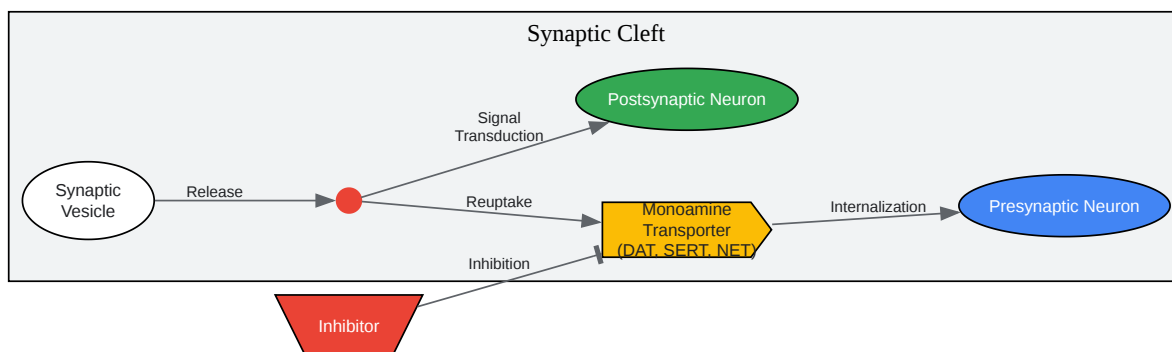 Synaptic Cleft
Postsynaptic Neuron
Signal
Transduction
Synaptic
Vesicle
Release
Reuptake
Monoamine
Transporter
(DAT, SERT, NET)
Internalization
Presynaptic Neuron
Inhibition
Inhibitor